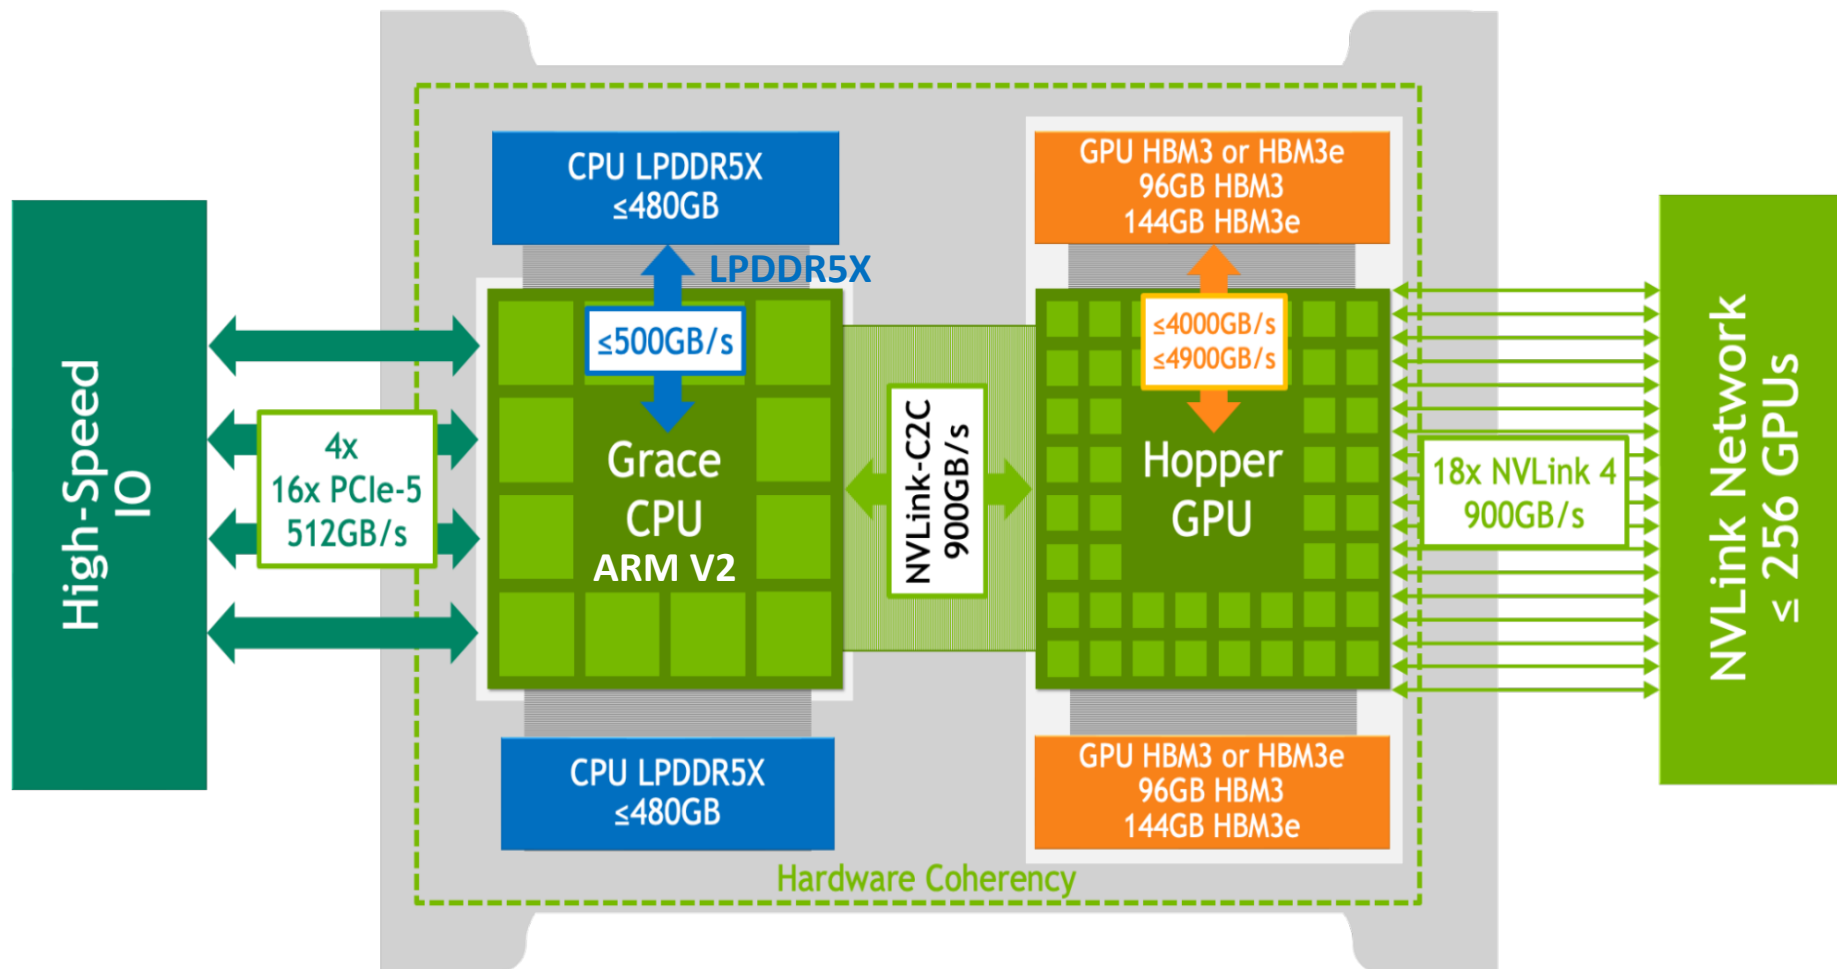 High-Speed
IO
4x
16x PCIe-5
512GB/s
CPU LPDDR5X
≤480GB
LPDDR5X
≤500GB/s
Grace
CPU
ARM V2
CPU LPDDR5X
≤480GB
NVLink-C2C
900GB/s
GPU HBM3 or HBM3e
96GB HBM3
144GB HBM3e
≤4000GB/s
≤4900GB/s
Hopper
GPU
GPU HBM3 or HBM3e
96GB HBM3
144GB HBM3e
18x NVLink 4
900GB/s
NVLink Network
≤ 256 GPUs
Hardware Coherency